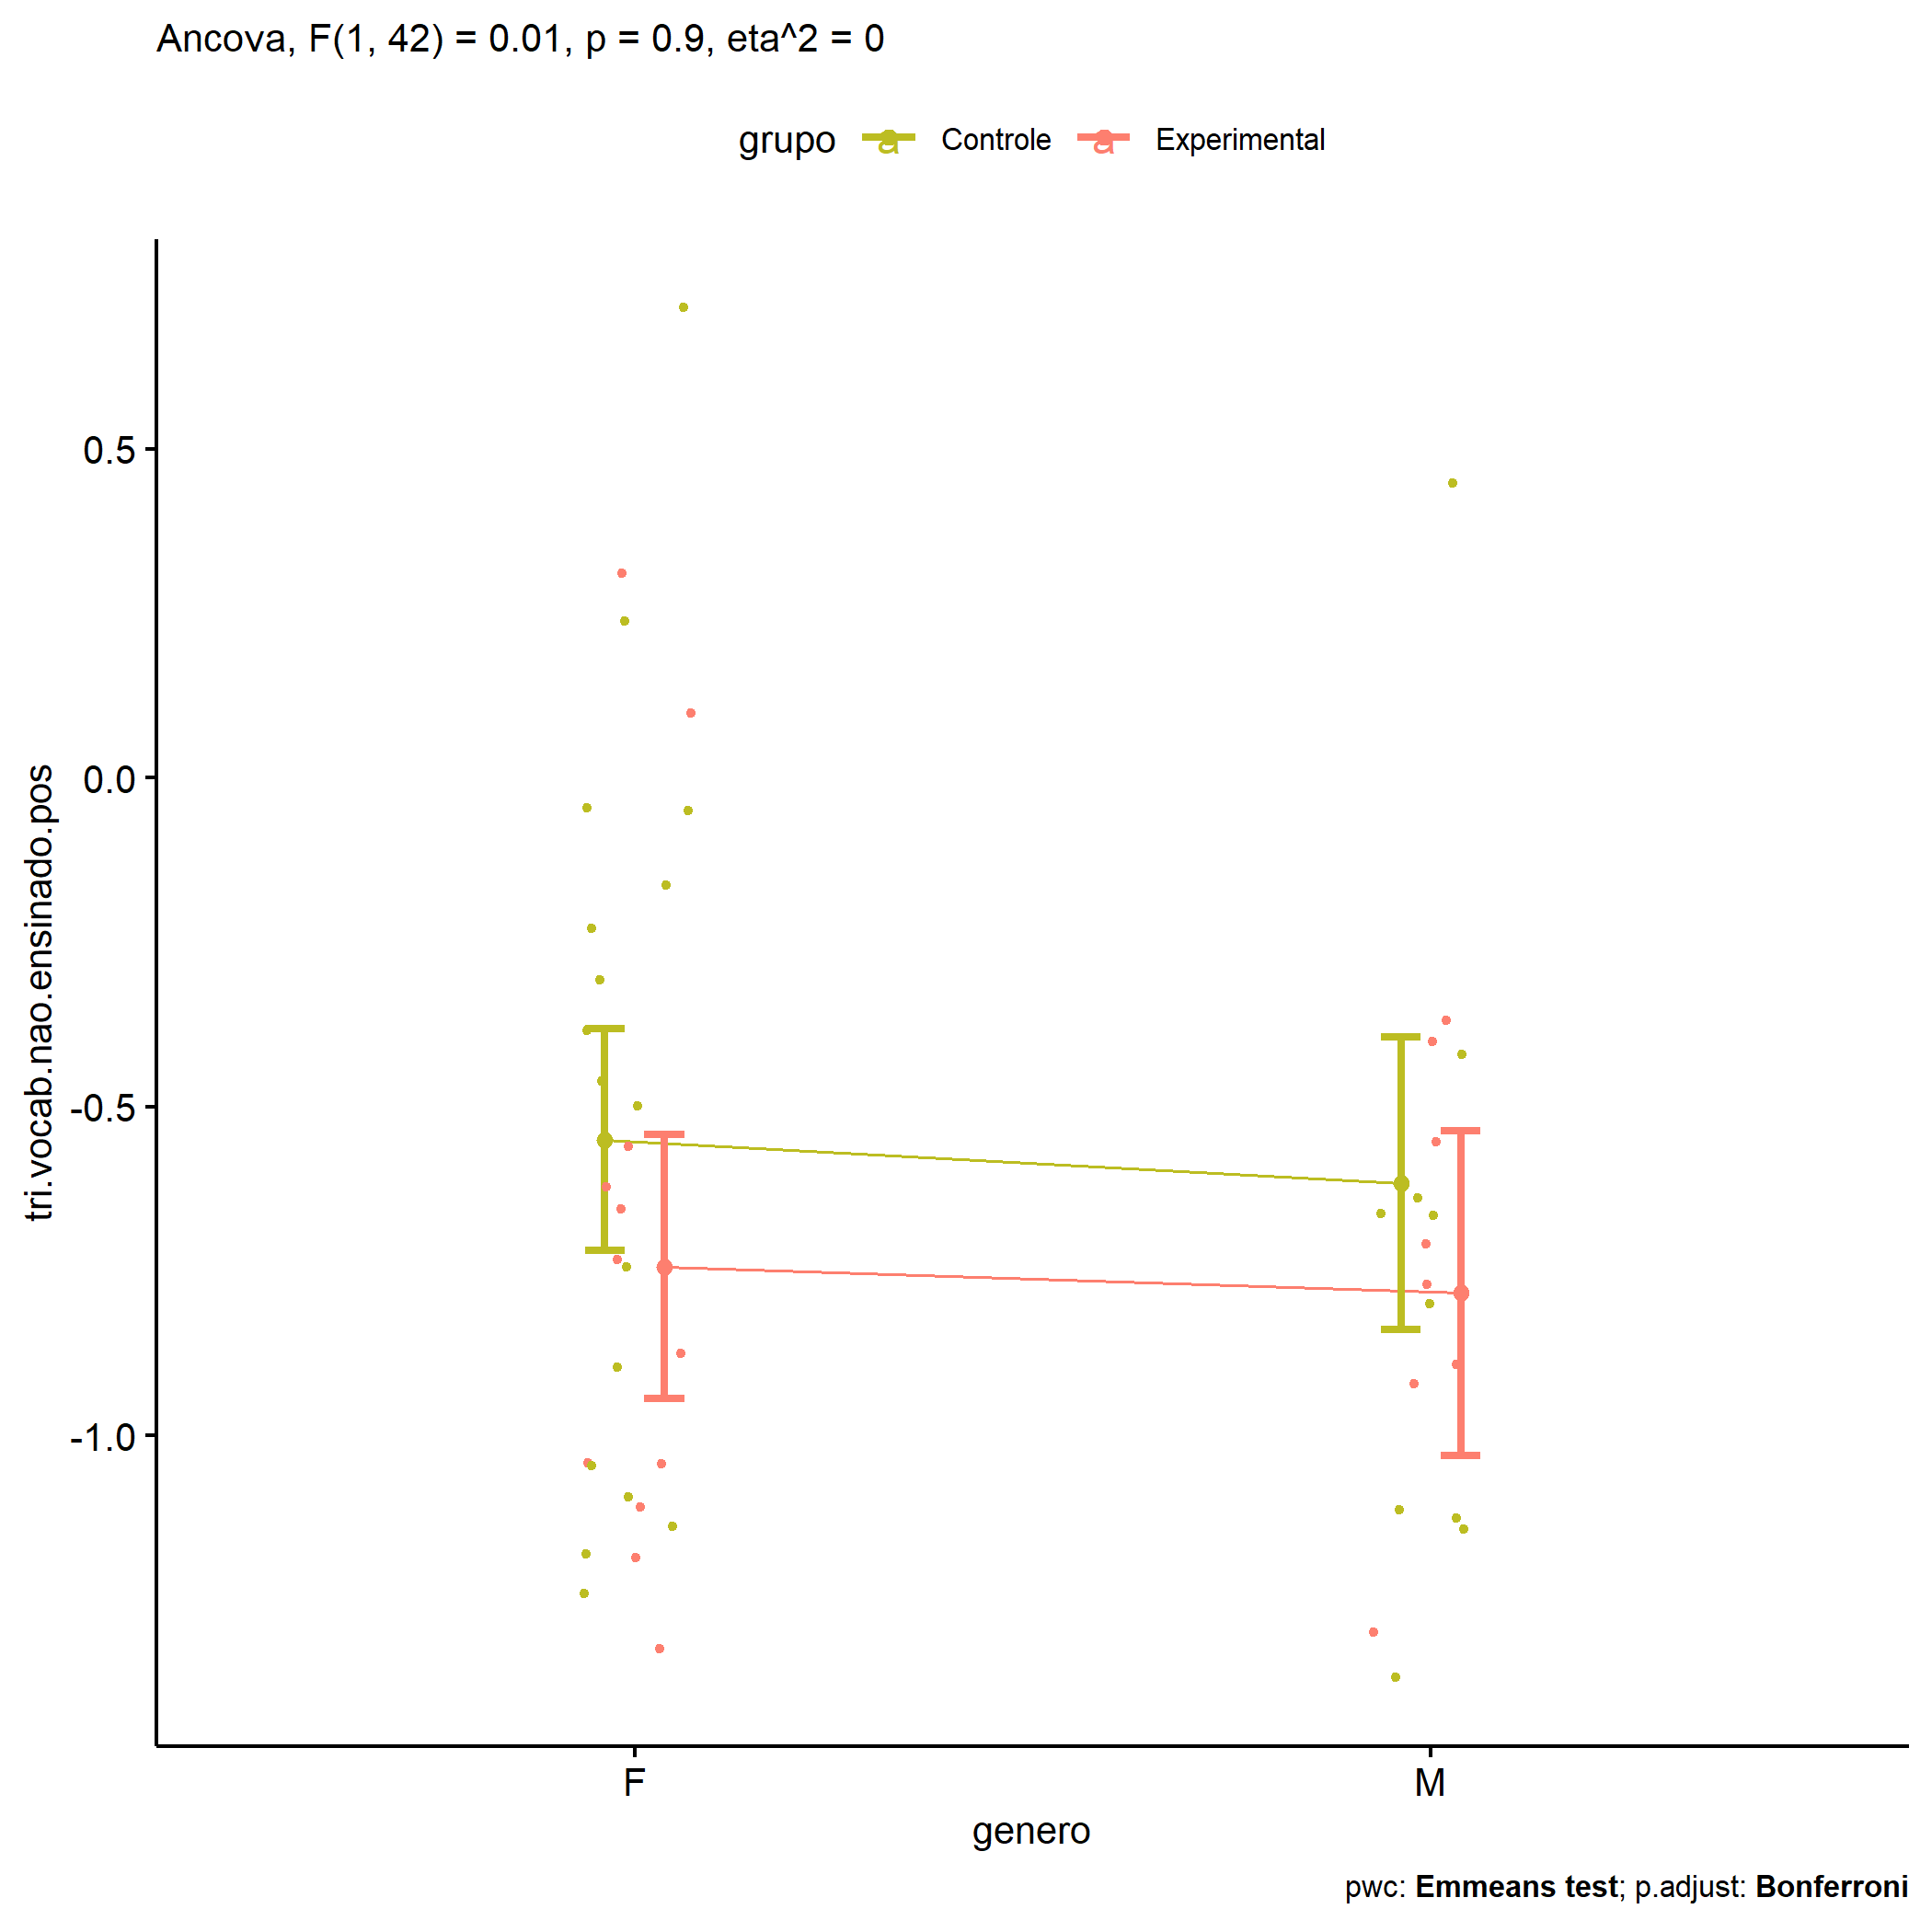 Ancova, F(1, 42) = 0.01, p = 0.9, eta^2 = 0
grupo a Controle a Experimental
0.5
0.0
-0.5
-1.0
tri.vocab.nao.ensinado.pos
F M
genero
pwc: Emmeans test; p.adjust: Bonferroni